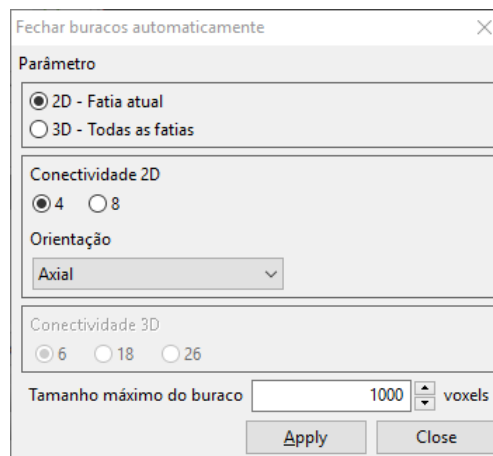 Fechar buracos automaticamente
Parâmetro
2D - Fatia atual
3D - Todas as fatias
Conectividade 2D
4 8
Orientação
Axial
Conectividade 3D
6 18 26
Tamanho máximo do buraco 1000 voxels
Apply Close